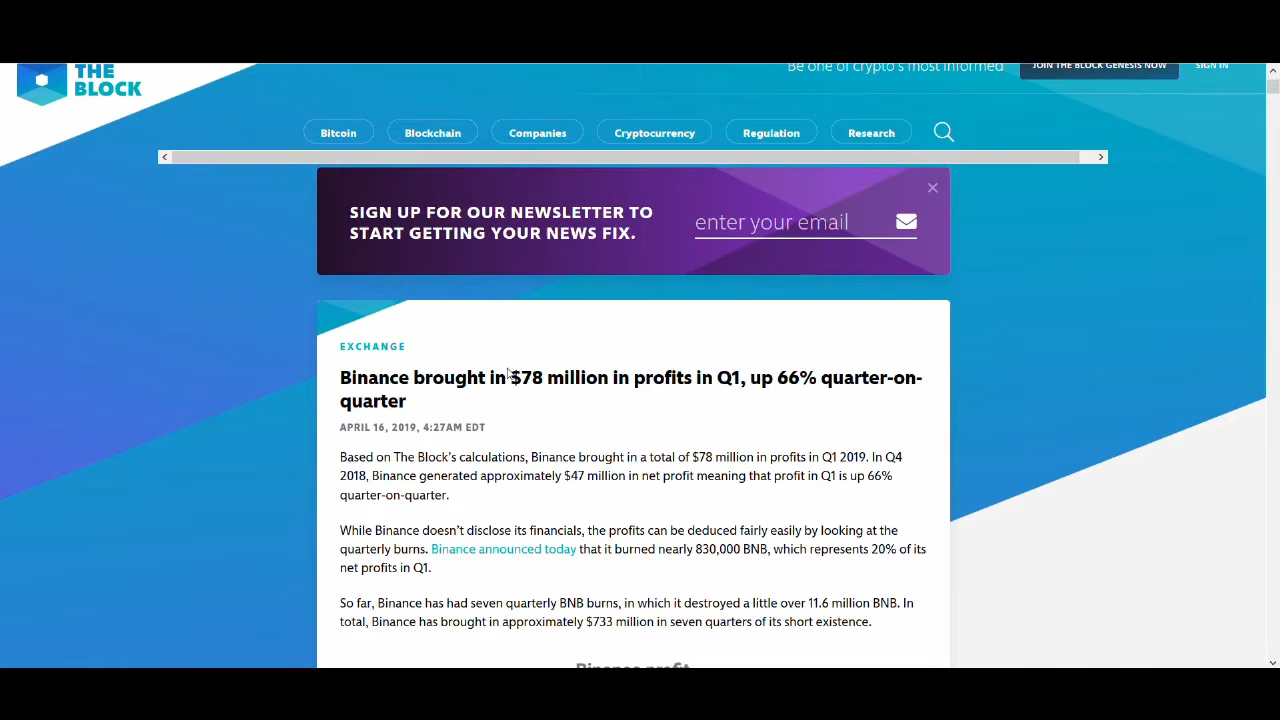 THE
BLOCK
Be one of crypto's most informed
JOIN THE BLOCK GENESIS NOW
SIGN IN
Bitcoin
Blockchain
Companies
Cryptocurrency
Regulation
Research
SIGN UP FOR OUR NEWSLETTER TO
START GETTING YOUR NEWS FIX.
enter your email
EXCHANGE
Binance brought in $78 million in profits in Q1, up 66% quarter-on-
quarter
APRIL 16, 2019, 4:27AM EDT
Based on The Block's calculations, Binance brought in a total of $78 million in profits in Q1 2019. In Q4
2018, Binance generated approximately $47 million in net profit meaning that profit in Q1 is up 66%
quarter-on-quarter.
While Binance doesn't disclose its financials, the profits can be deduced fairly easily by looking at the
quarterly burns. Binance announced today that it burned nearly 830,000 BNB, which represents 20% of its
net profits in Q1.
So far, Binance has had seven quarterly BNB burns, in which it destroyed a little over 11.6 million BNB. In
total, Binance has brought in approximately $733 million in seven quarters of its short existence.
Binance profit